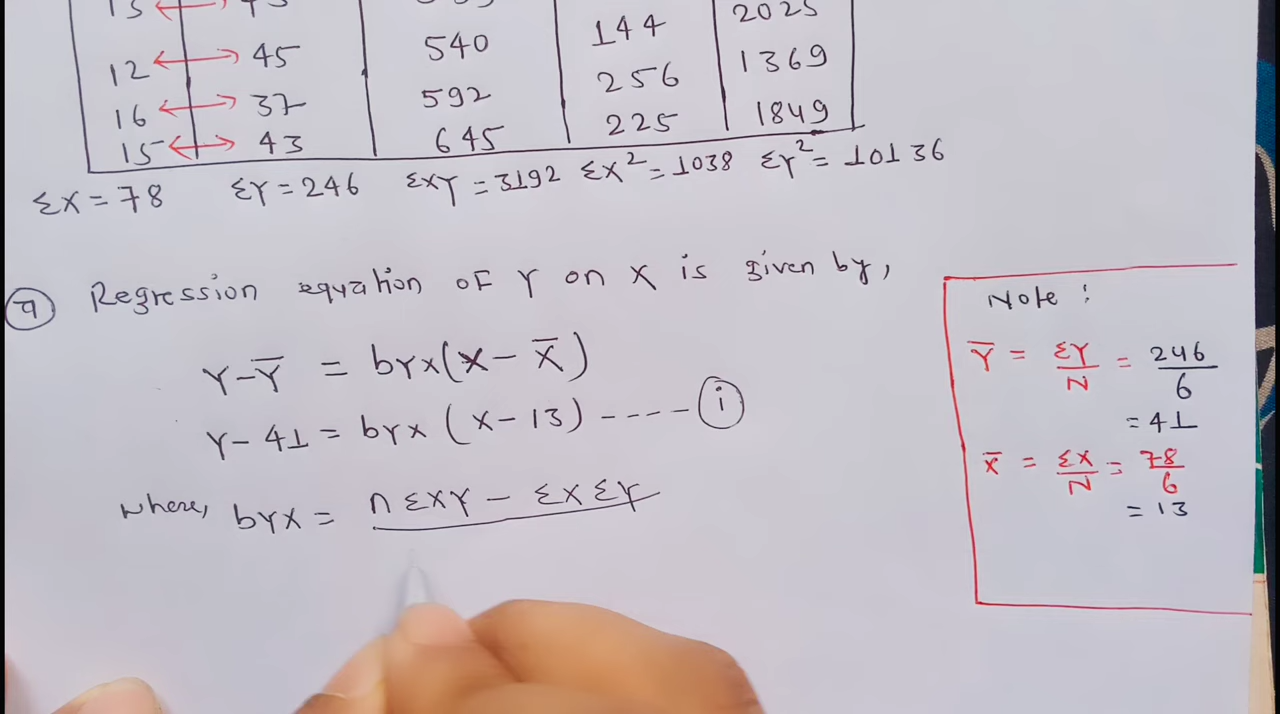 2025
12 ↔ 45 540 144 1369
16 ↔ 37 592 256 1849
15 ↔ 43 645 225
ΣX = 78 ΣY = 246 ΣXY = 3192 ΣX² = 1038 ΣY² = 10136
a Regression equation of Y on X is given by,
Y - Y̅ = bYX(X - X̅)
Y - 41 = bYX (X - 13) ---- (i)
where, bYX = nΣXY - ΣXΣY
Note :
Y̅ = ΣY/N = 246/6
= 41
X̅ = ΣX/N = 78/6
= 13